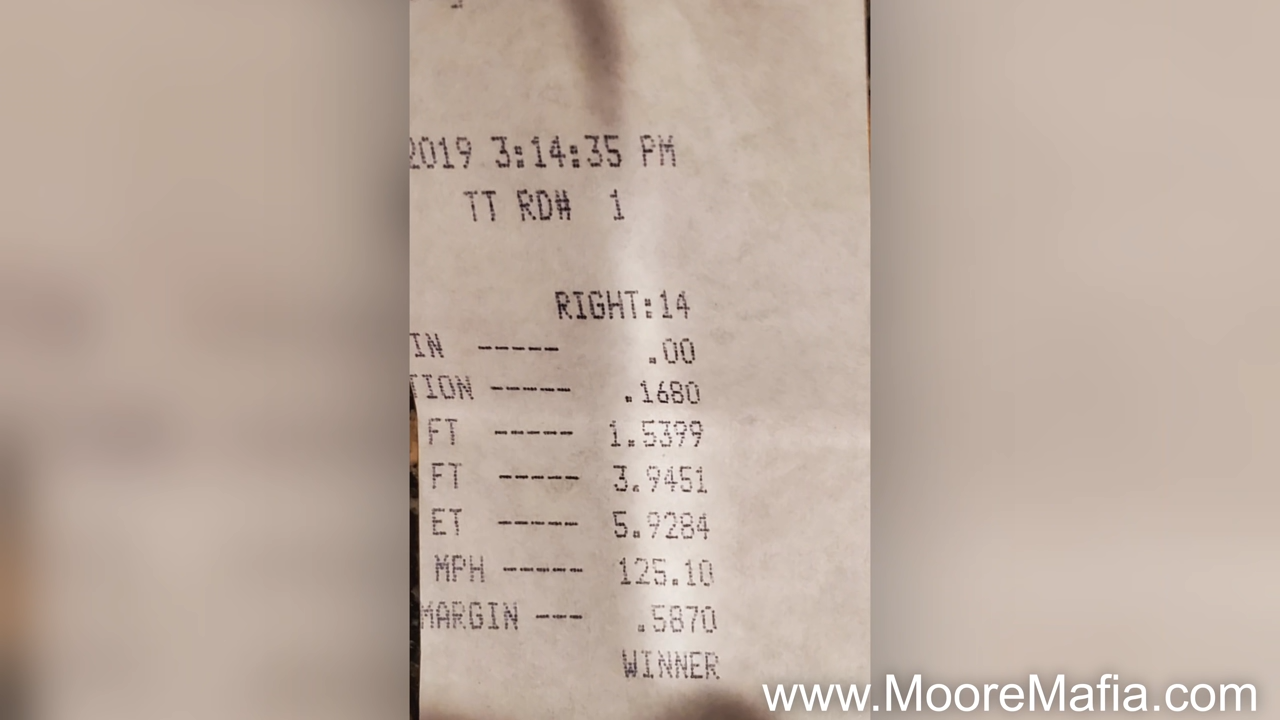 2019 3:14:35 PM
TT RD# 1
RIGHT:14
IN ----- .00
TION ----- .1680
FT ----- 1.5399
FT ----- 3.9451
ET ----- 5.9284
MPH ----- 125.10
MARGIN --- .5870
WINNER
www.MooreMafia.com